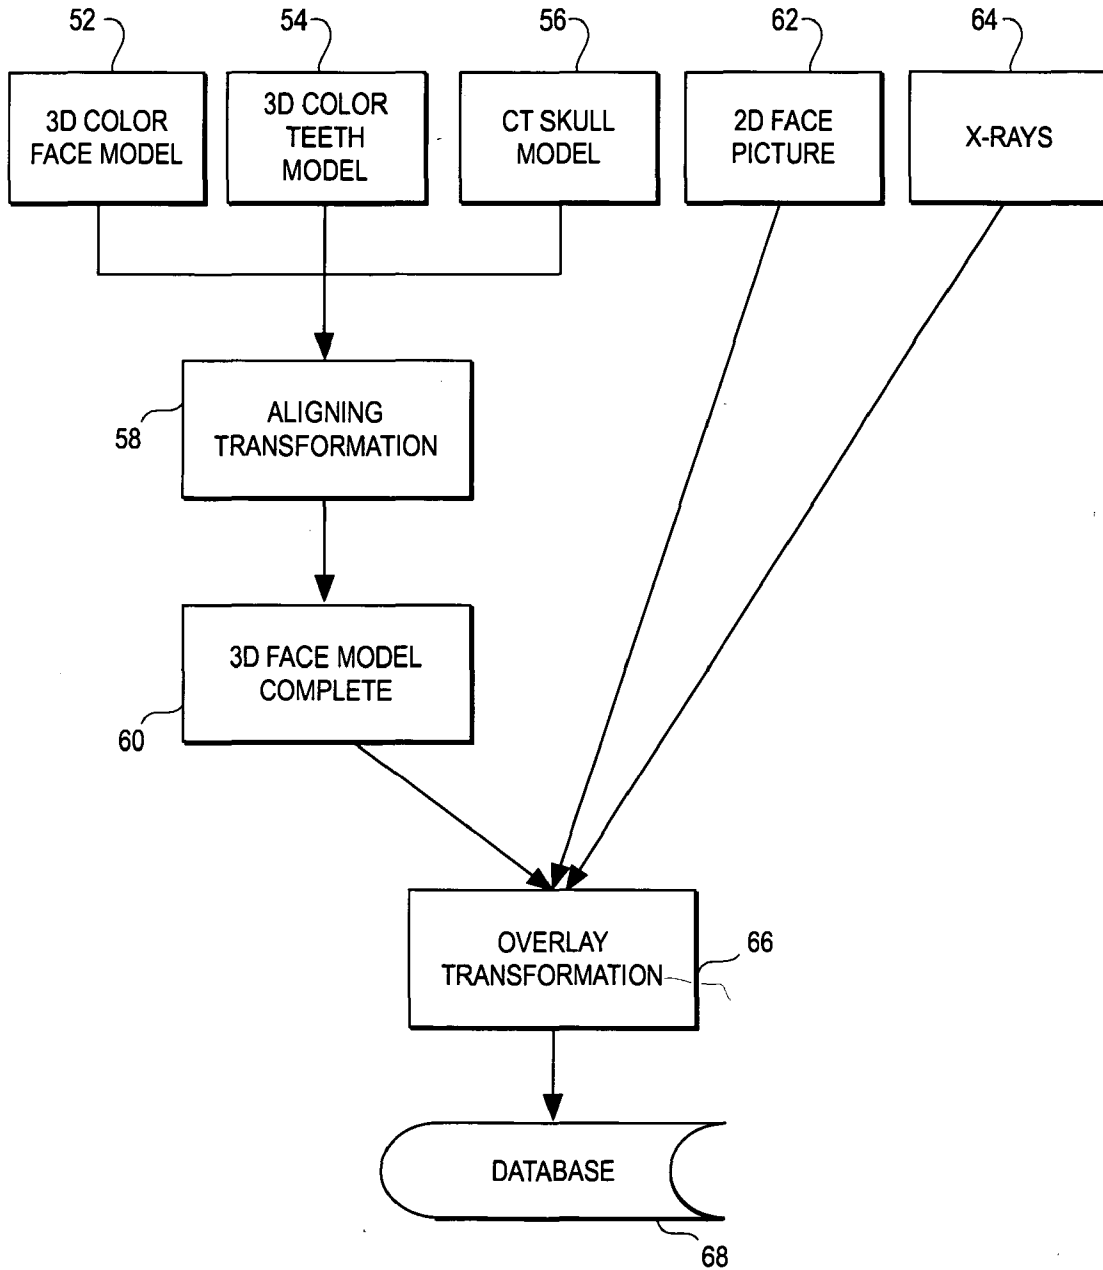 52
54
56
62
64
3D COLOR
FACE MODEL
3D COLOR
TEETH
MODEL
CT SKULL
MODEL
2D FACE
PICTURE
X-RAYS
58
ALIGNING
TRANSFORMATION
3D FACE MODEL
COMPLETE
60
OVERLAY
TRANSFORMATION
66
DATABASE
68